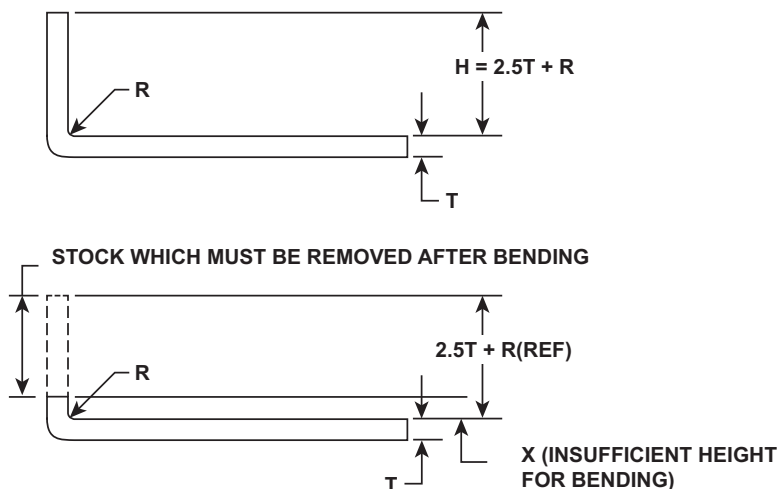 H = 2.5T + R
R
T
STOCK WHICH MUST BE REMOVED AFTER BENDING
2.5T + R(REF)
R
X (INSUFFICIENT HEIGHT
FOR BENDING)
T